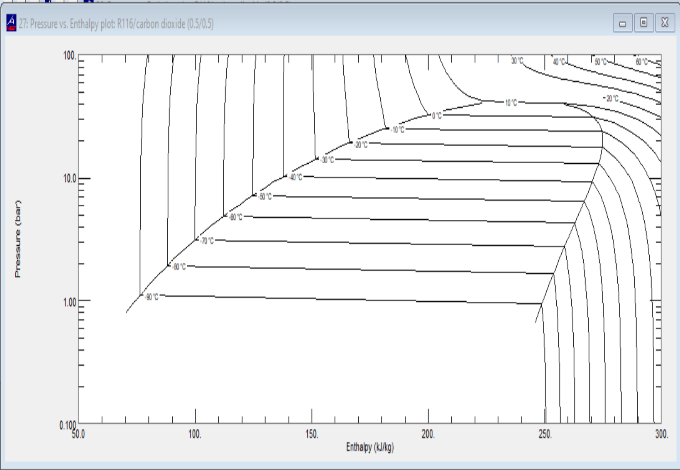 27: Pressure vs. Enthalpy plot: R116/carbon dioxide (0.5/0.5)
100.
30 °C
40 °C
50 °C
60 °C
20 °C
10 °C
0 °C
-10 °C
-20 °C
-30 °C
-40 °C
-50 °C
-60 °C
-70 °C
-80 °C
-90 °C
10.0
1.00
0.100
Pressure (bar)
50.0
100.
150.
200.
250.
300.
Enthalpy (kJ/kg)